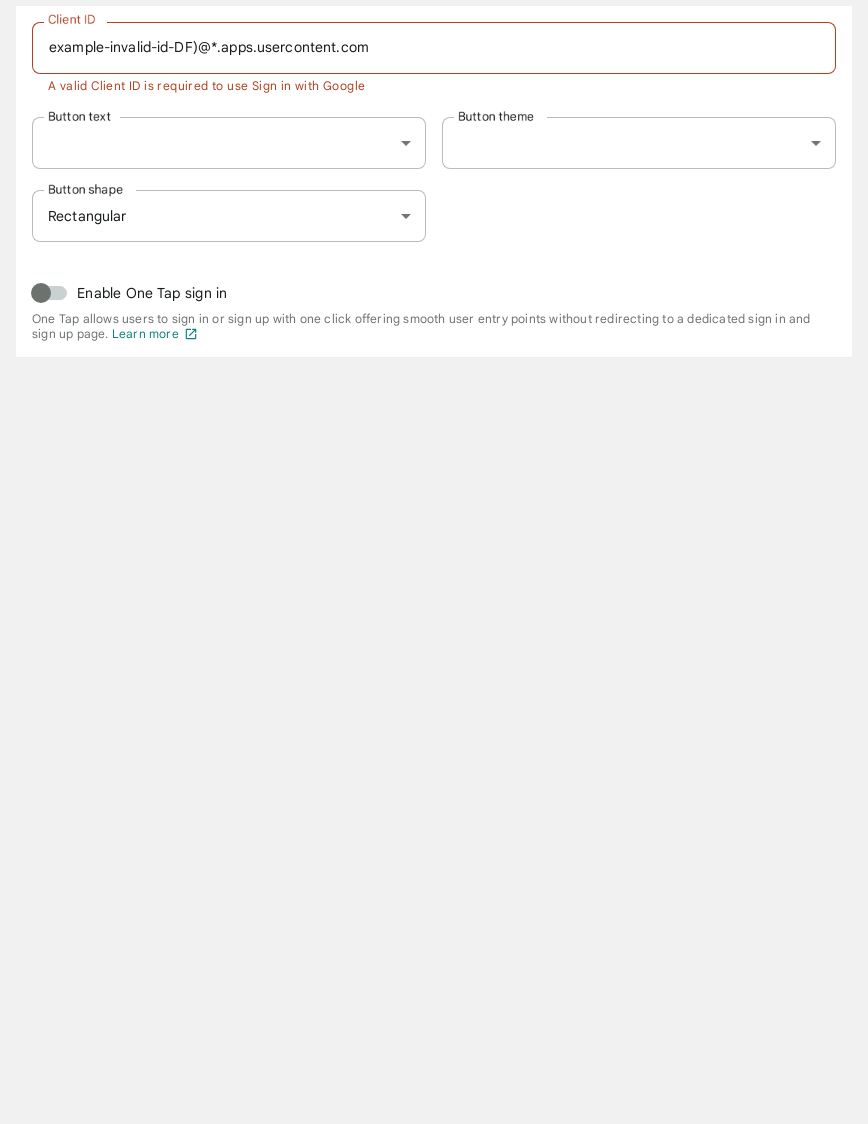 Client ID
example-invalid-id-DF)@*.apps.usercontent.com
A valid Client ID is required to use Sign in with Google
Button text
Button theme
Button shape
Rectangular
Enable One Tap sign in
One Tap allows users to sign in or sign up with one click offering smooth user entry points without redirecting to a dedicated sign in and
sign up page. Learn more